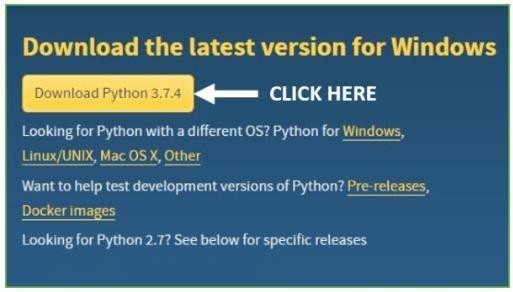 Download the latest version for Windows
Download Python 3.7.4 CLICK HERE
Looking for Python with a different OS? Python for Windows,
Linux/UNIX, Mac OS X, Other
Want to help test development versions of Python? Pre-releases,
Docker images
Looking for Python 2.7? See below for specific releases